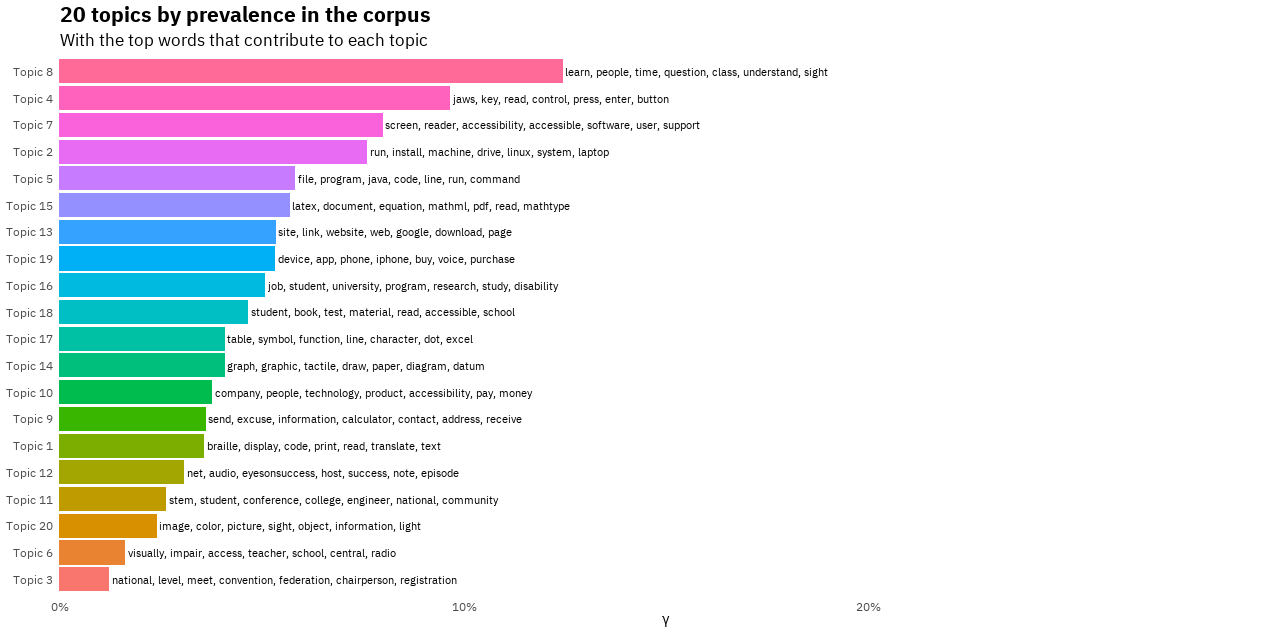 20 topics by prevalence in the corpus
With the top words that contribute to each topic
Topic 8 learn, people, time, question, class, understand, sight
Topic 4 jaws, key, read, control, press, enter, button
Topic 7 screen, reader, accessibility, accessible, software, user, support
Topic 2 run, install, machine, drive, linux, system, laptop
Topic 5 file, program, java, code, line, run, command
Topic 15 latex, document, equation, mathml, pdf, read, mathtype
Topic 13 site, link, website, web, google, download, page
Topic 19 device, app, phone, iphone, buy, voice, purchase
Topic 16 job, student, university, program, research, study, disability
Topic 18 student, book, test, material, read, accessible, school
Topic 17 table, symbol, function, line, character, dot, excel
Topic 14 graph, graphic, tactile, draw, paper, diagram, datum
Topic 10 company, people, technology, product, accessibility, pay, money
Topic 9 send, excuse, information, calculator, contact, address, receive
Topic 1 braille, display, code, print, read, translate, text
Topic 12 net, audio, eyesonsuccess, host, success, note, episode
Topic 11 stem, student, conference, college, engineer, national, community
Topic 20 image, color, picture, sight, object, information, light
Topic 6 visually, impair, access, teacher, school, central, radio
Topic 3 national, level, meet, convention, federation, chairperson, registration
0% 10% 20%
γ